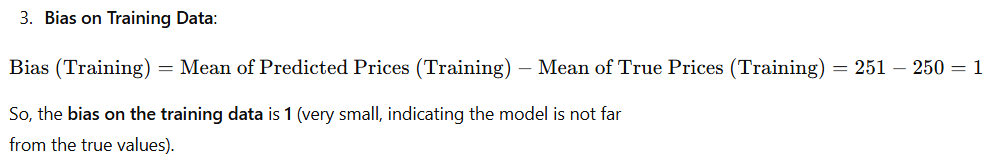 3. Bias on Training Data:
Bias (Training) = Mean of Predicted Prices (Training) − Mean of True Prices (Training) = 251 − 250 = 1
So, the bias on the training data is 1 (very small, indicating the model is not far
from the true values).